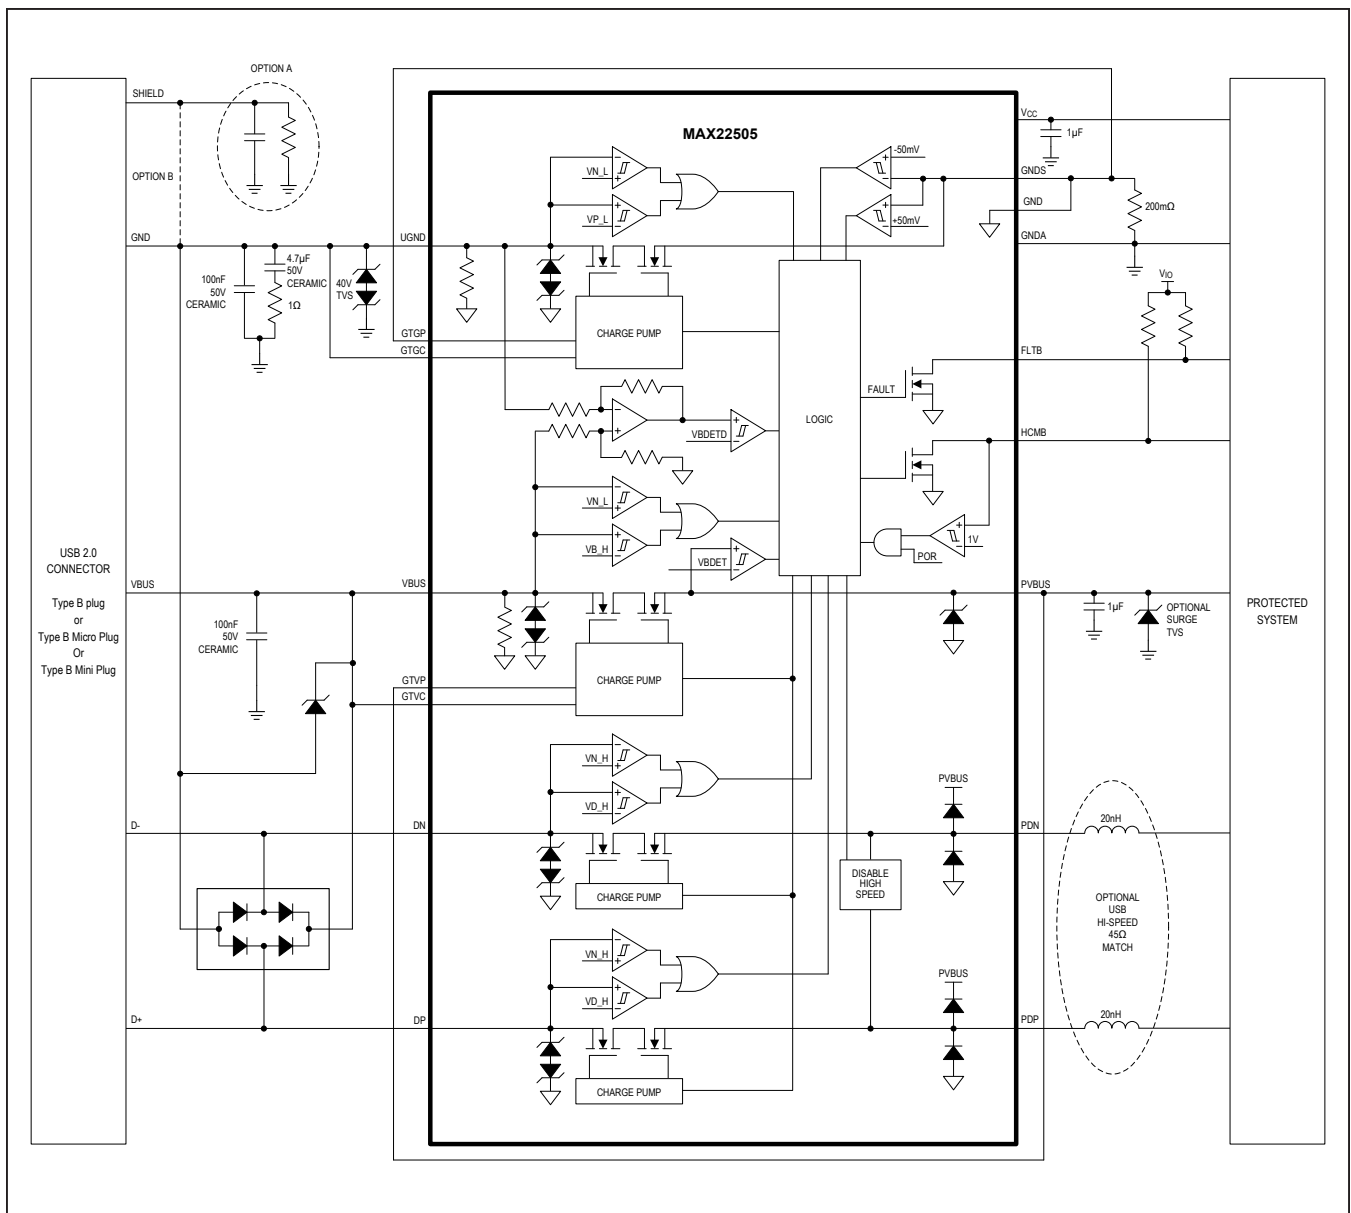 OPTION A
SHIELD
OPTION B
GND
100nF
50V
CERAMIC
4.7µF
50V
CERAMIC
1Ω
40V
TVS
USB 2.0
CONNECTOR
Type B plug
or
Type B Micro Plug
Or
Type B Mini Plug
VBUS
100nF
50V
CERAMIC
D-
D+
MAX22505
UGND
GTGP
GTGC
VBUS
GTVP
GTVC
DN
DP
VN_L
VP_L
CHARGE PUMP
-50mV
+50mV
VBDETD
VN_L
VB_H
VBDET
CHARGE PUMP
LOGIC
FAULT
1V
POR
VN_H
VD_H
CHARGE PUMP
DISABLE
HIGH
SPEED
PVBUS
VN_H
VD_H
CHARGE PUMP
PVBUS
VCC
1µF
GNDS
GND
200mΩ
GNDA
VIO
FLTB
HCMB
PVBUS
1µF
OPTIONAL
SURGE
TVS
PROTECTED
SYSTEM
PDN
20nH
OPTIONAL
USB
HI-SPEED
45Ω
MATCH
PDP
20nH